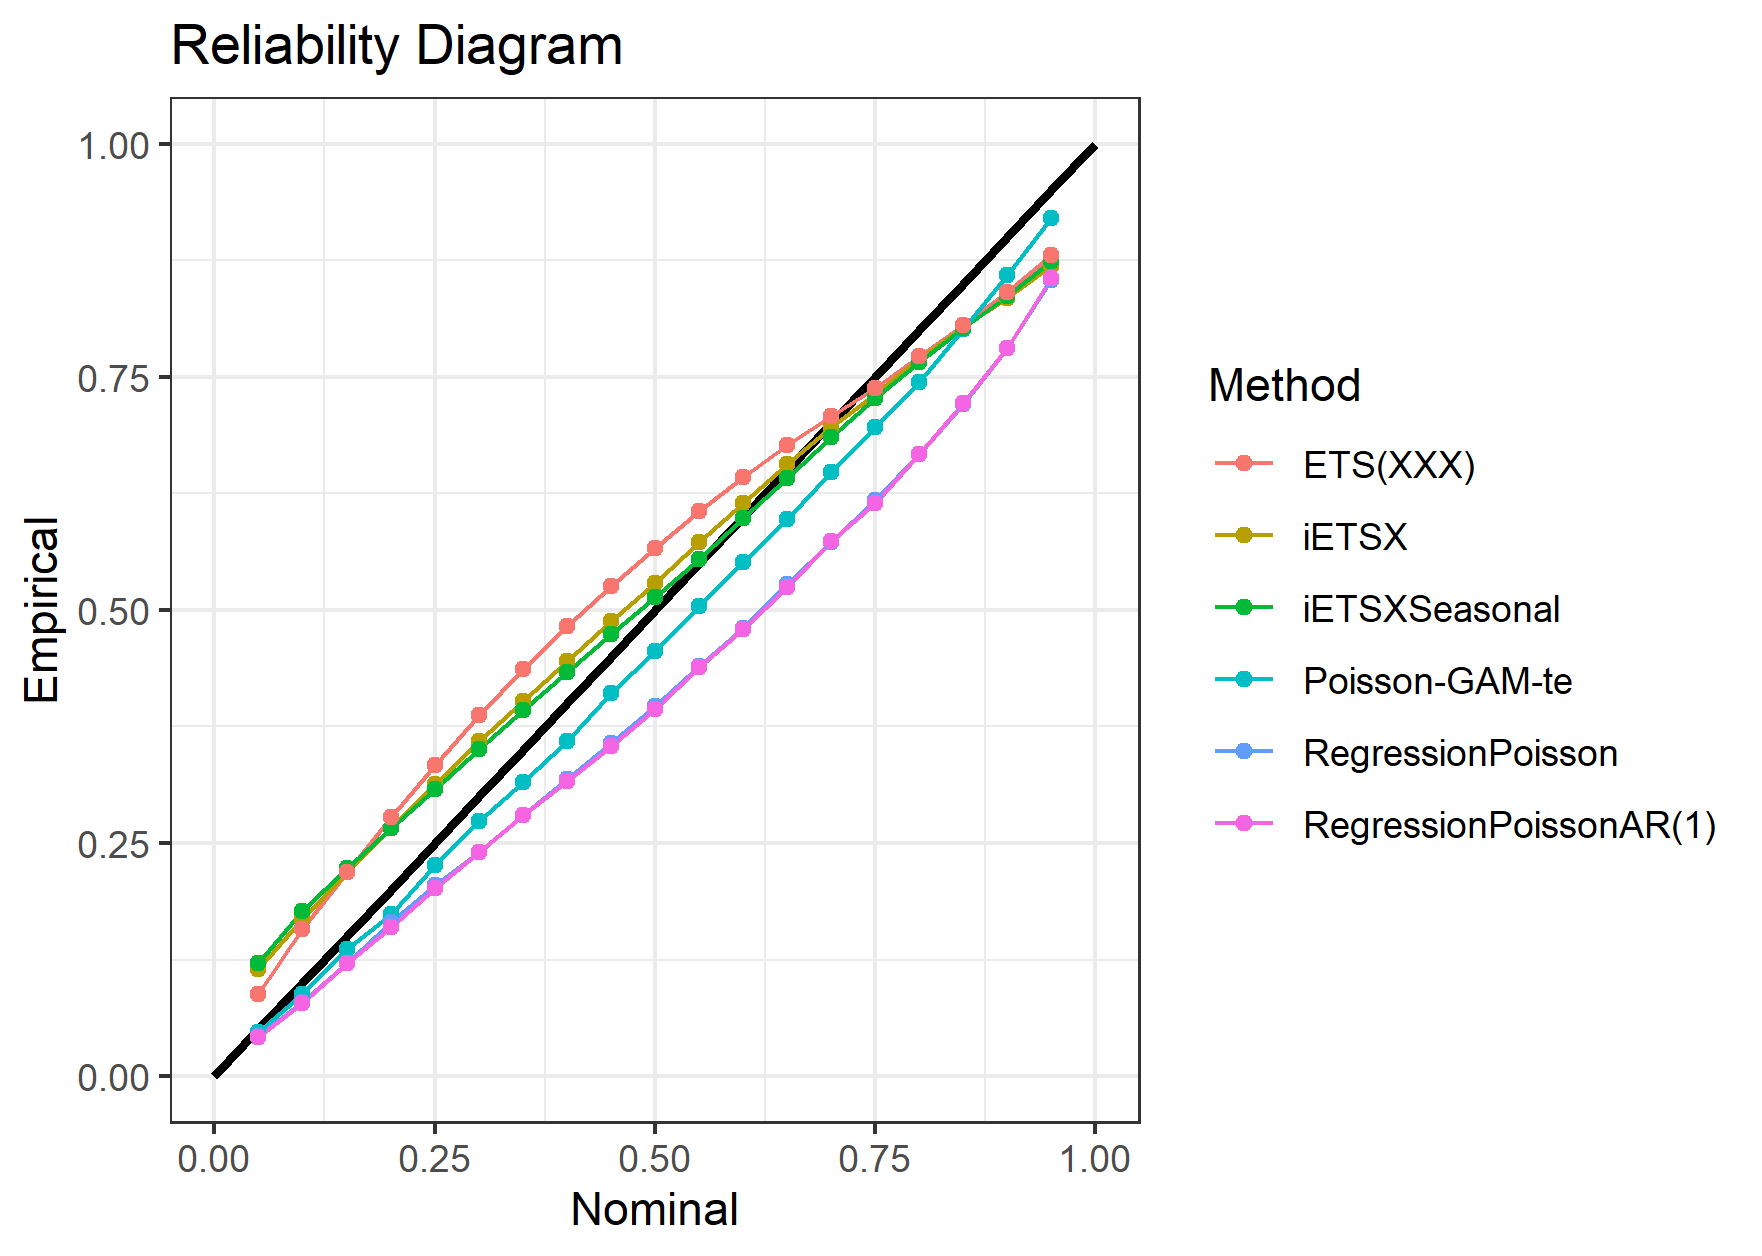 Reliability Diagram
1.00
0.75
0.50
0.25
0.00
Empirical
0.00 0.25 0.50 0.75 1.00
Nominal
Method
ETS(XXX)
iETSX
iETSXSeasonal
Poisson-GAM-te
RegressionPoisson
RegressionPoissonAR(1)